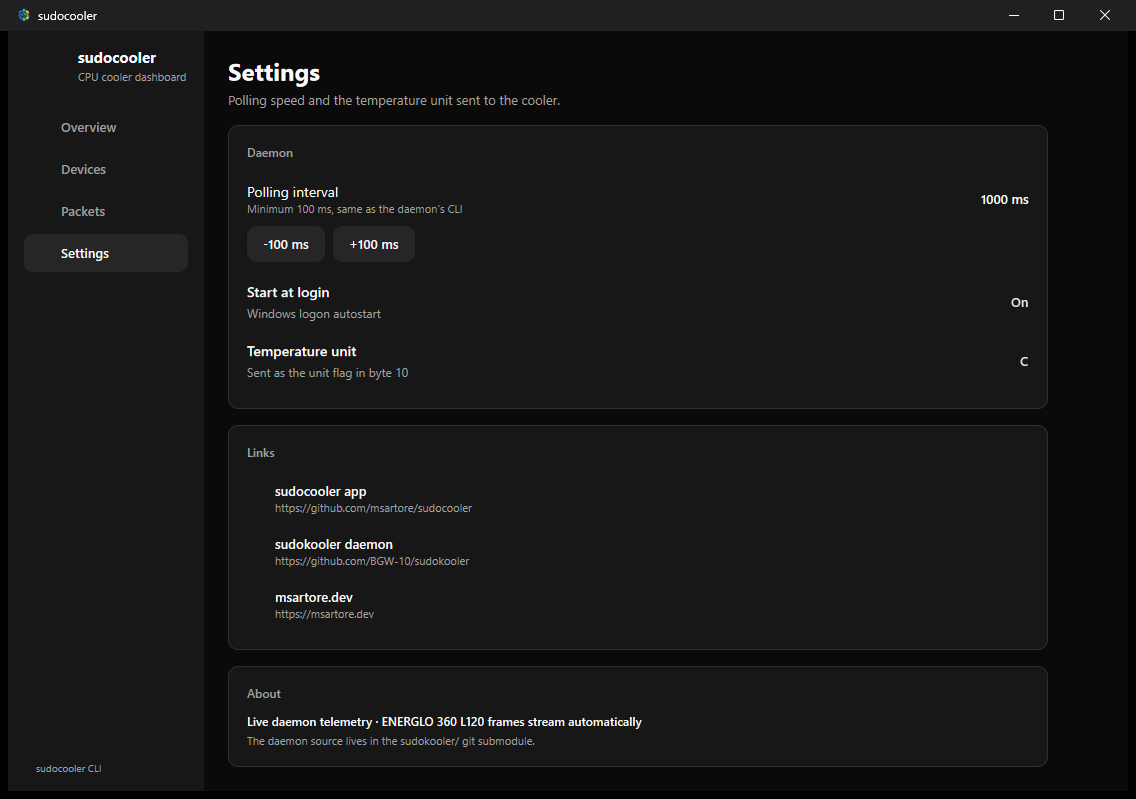 sudocooler
sudocooler
CPU cooler dashboard
Overview
Devices
Packets
Settings
sudocooler CLI
Settings
Polling speed and the temperature unit sent to the cooler.
Daemon
Polling interval
Minimum 100 ms, same as the daemon's CLI
1000 ms
-100 ms
+100 ms
Start at login
Windows logon autostart
On
Temperature unit
Sent as the unit flag in byte 10
C
Links
sudocooler app
https://github.com/msartore/sudocooler
sudokooler daemon
https://github.com/BGW-10/sudokooler
msartore.dev
https://msartore.dev
About
Live daemon telemetry · ENERGLO 360 L120 frames stream automatically
The daemon source lives in the sudokooler/ git submodule.